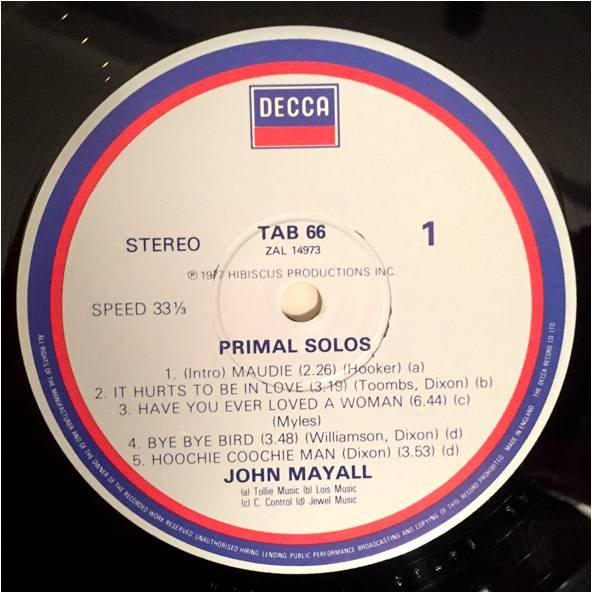 DECCA
STEREO
TAB 66
1
ZAL 14973
℗ 1977 HIBISCUS PRODUCTIONS INC.
SPEED 33⅓
PRIMAL SOLOS
1. (Intro) MAUDIE (2.26) (Hooker) (a)
2. IT HURTS TO BE IN LOVE (3.19) (Toombs, Dixon) (b)
3. HAVE YOU EVER LOVED A WOMAN (6.44) (c)
(Myles)
4. BYE BYE BIRD (3.48) (Williamson, Dixon) (d)
5. HOOCHIE COOCHIE MAN (Dixon) (3.53) (d)
JOHN MAYALL
(a) Tollie Music (b) Lois Music
(c) C. Control (d) Jewel Music
ALL RIGHTS OF THE MANUFACTURER AND OF THE OWNER OF THE RECORDED WORK RESERVED. UNAUTHORISED HIRING, LENDING, PUBLIC PERFORMANCE, BROADCASTING AND COPYING OF THIS RECORD PROHIBITED. MADE IN ENGLAND. THE DECCA RECORD CO LTD